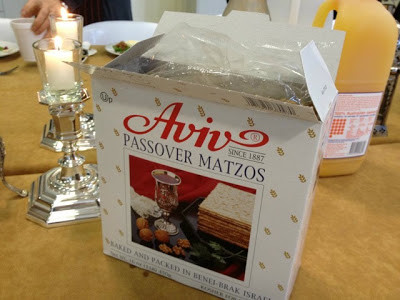 Aviv®
SINCE 1887
PASSOVER MATZOS
BAKED AND PACKED IN BENEI-BRAK ISRAEL